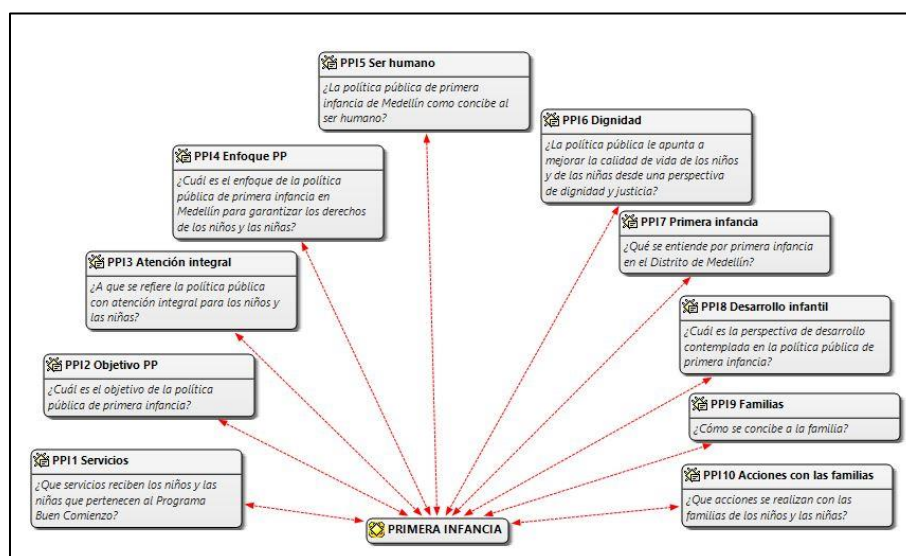 PPI5 Ser humano
¿La política pública de primera
infancia de Medellín como concibe al
ser humano?
PPI6 Dignidad
¿La política pública le apunta a
mejorar la calidad de vida de los niños
y de las niñas desde una perspectiva
de dignidad y justicia?
PPI4 Enfoque PP
¿Cuál es el enfoque de la política
pública de primera infancia en
Medellín para garantizar los derechos
de los niños y las niñas?
PPI7 Primera infancia
¿Qué se entiende por primera infancia
en el Distrito de Medellín?
PPI3 Atención integral
¿A que se refiere la política pública
con atención integral para los niños y
las niñas?
PPI8 Desarrollo infantil
¿Cuál es la perspectiva de desarrollo
contemplada en la política pública de
primera infancia?
PPI2 Objetivo PP
¿Cuál es el objetivo de la política
pública de primera infancia?
PPI9 Familias
¿Cómo se concibe a la familia?
PPI1 Servicios
¿Que servicios reciben los niños y las
niñas que pertenecen al Programa
Buen Comienzo?
PPI10 Acciones con las familias
¿Que acciones se realizan con las
familias de los niños y las niñas?
PRIMERA INFANCIA